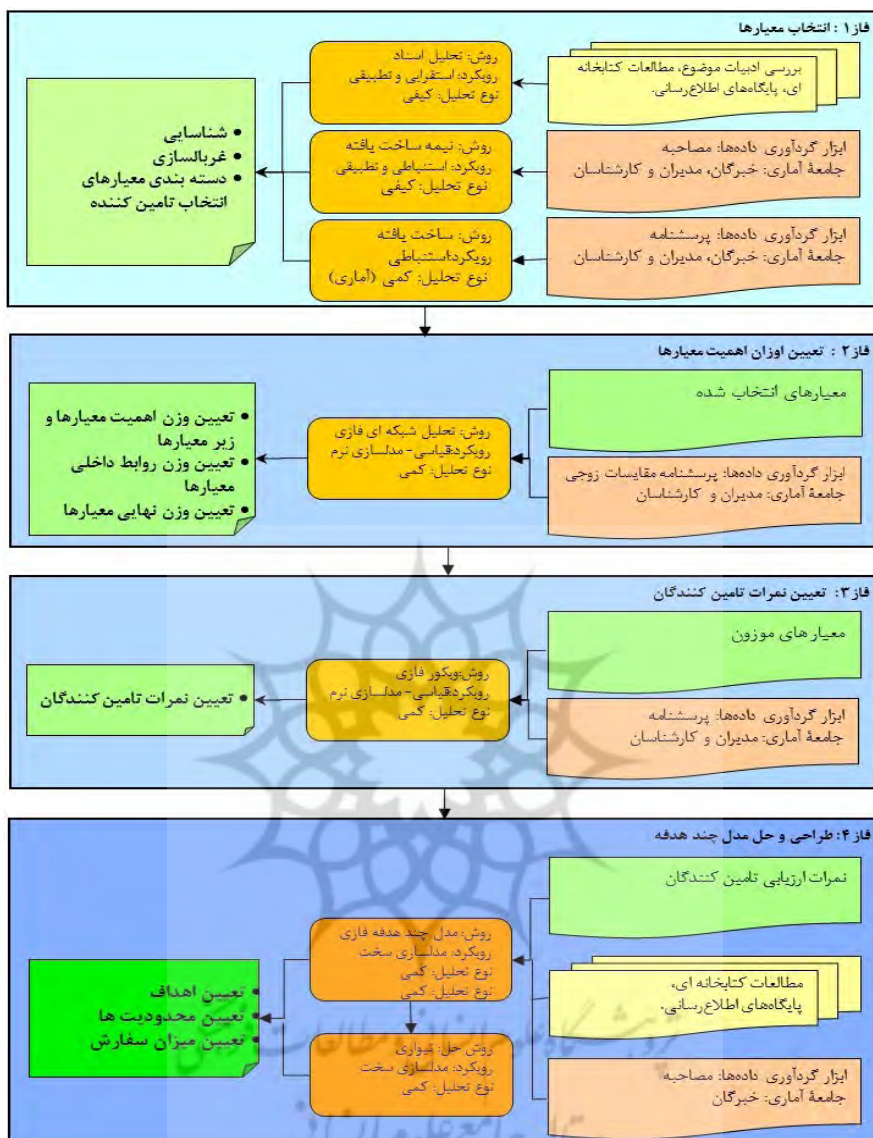 فاز ۱ : انتخاب معیارها
بررسی ادبیات موضوع، مطالعات کتابخانه
ای، پایگاه‌های اطلاع‌رسانی.
روش: تحلیل اسناد
رویکرد: استقرایی و تطبیقی
نوع تحلیل: کیفی
ابزار گردآوری داده‌ها: مصاحبه
جامعهٔ آماری: خبرگان، مدیران و کارشناسان
روش: نیمه ساخت یافته
رویکرد: استنباطی و تطبیقی
نوع تحلیل: کیفی
ابزار گردآوری داده‌ها: پرسشنامه
جامعهٔ آماری: خبرگان، مدیران و کارشناسان
روش: ساخت یافته
رویکرد:استنباطی
نوع تحلیل: کمی (آماری)
• شناسایی
• غربالسازی
• دسته بندی معیارهای
انتخاب تامین کننده
فاز ۲ : تعیین اوزان اهمیت معیارها
معیارهای انتخاب شده
ابزار گردآوری داده‌ها: پرسشنامه مقایسات زوجی
جامعهٔ آماری: مدیران و کارشناسان
روش: تحلیل شبکه ای فازی
رویکرد:قیاسی- مدلسازی نرم
نوع تحلیل: کمی
• تعیین وزن اهمیت معیارها و
زیر معیارها
• تعیین وزن روابط داخلی
معیارها
• تعیین وزن نهایی معیارها
فاز ۳: تعیین نمرات تامین کنندگان
معیارهای موزون
ابزار گردآوری داده‌ها: پرسشنامه
جامعهٔ آماری: مدیران و کارشناسان
روش:ویکور فازی
رویکرد:قیاسی- مدلسازی نرم
نوع تحلیل: کمی
• تعیین نمرات تامین کنندگان
فاز ۴: طراحی و حل مدل چند هدفه
نمرات ارزیابی تامین کنندگان
مطالعات کتابخانه ای،
پایگاه‌های اطلاع‌رسانی.
ابزار گردآوری داده‌ها: مصاحبه
جامعهٔ آماری: خبرگان
روش: مدل چند هدفه فازی
رویکرد: مدلسازی سخت
نوع تحلیل: کمی
نوع تحلیل: کمی
روش حل: تیواری
رویکرد: مدلسازی سخت
نوع تحلیل: کمی
• تعیین اهداف
• تعیین محدودیت ها
• تعیین میزان سفارش
پژوهشگاه علوم انسانی و مطالعات فرهنگی
پرتال جامع علوم انسانی